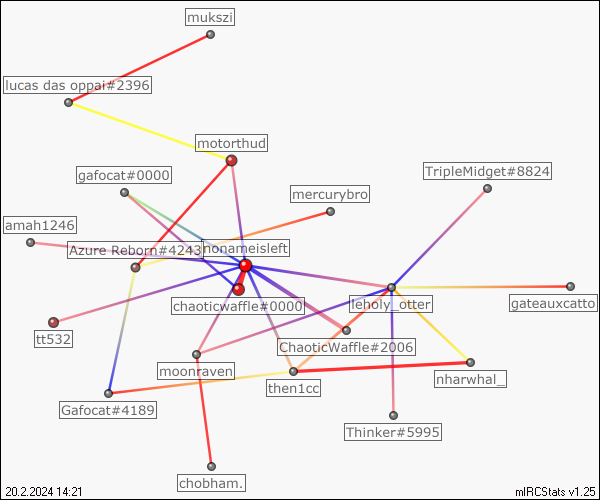 mukszi
lucas das oppai#2396
motorthud
gafocat#0000
TripleMidget#8824
mercurybro
amah1246
Azure Reborn#4243
nonameisleft
chaoticwaffle#0000
leholy_otter
gateauxcatto
tt532
ChaoticWaffle#2006
moonraven
then1cc
nharwhal_
Gafocat#4189
Thinker#5995
chobham.
20.2.2024 14:21
mIRCStats v1.25